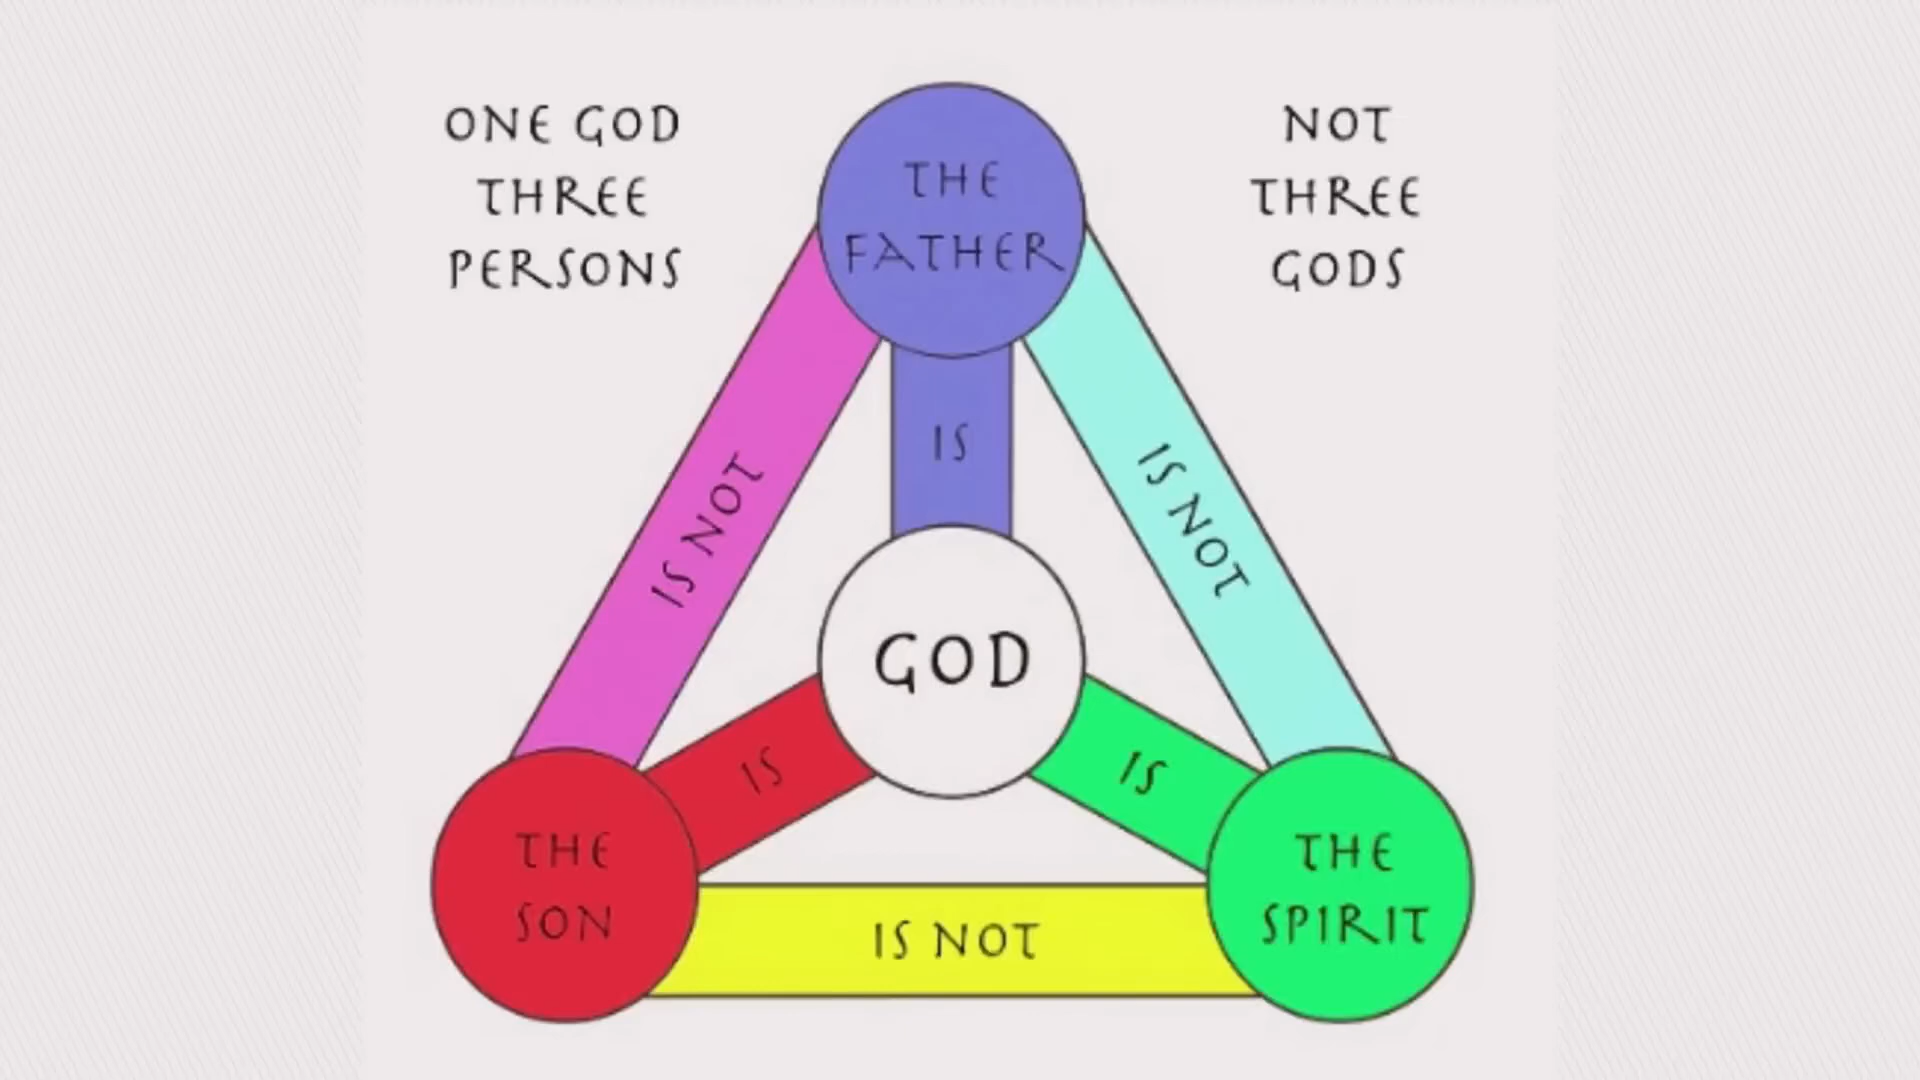 ONE GOD
THREE
PERSONS
NOT
THREE
GODS
THE
FATHER
IS NOT
IS
IS NOT
GOD
IS
IS
THE
SON
IS NOT
THE
SPIRIT